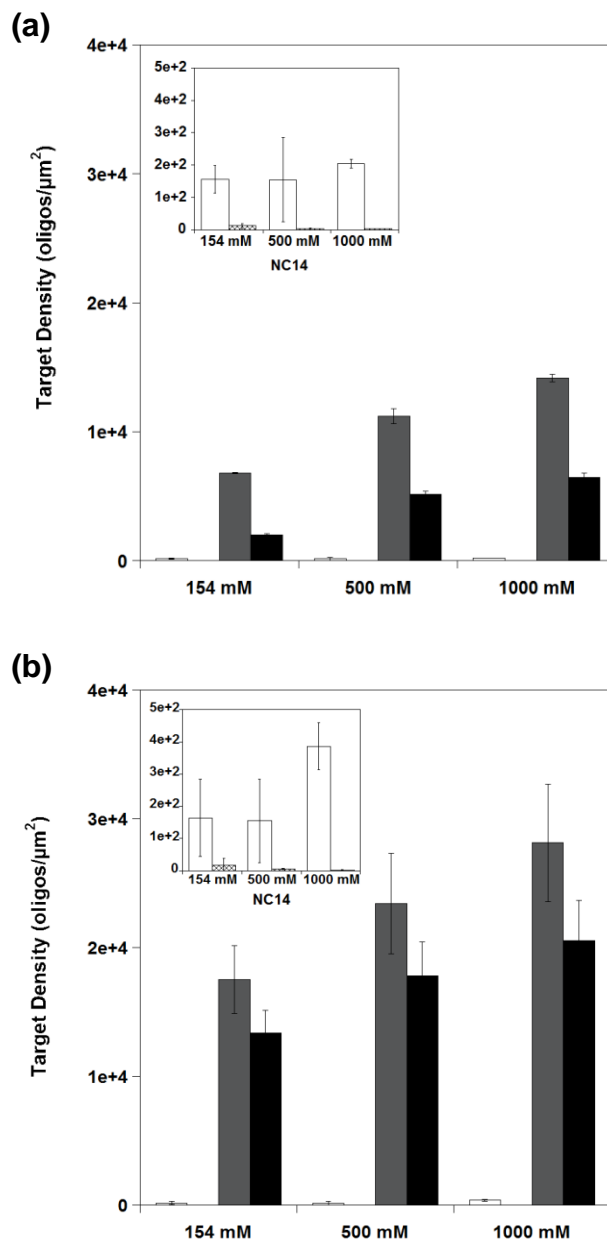 (a)
4e+4
3e+4
2e+4
1e+4
0
Target Density (oligos/µm²)
5e+2
4e+2
3e+2
2e+2
1e+2
0
154 mM 500 mM 1000 mM
NC14
154 mM 500 mM 1000 mM
(b)
4e+4
3e+4
2e+4
1e+4
0
Target Density (oligos/µm²)
5e+2
4e+2
3e+2
2e+2
1e+2
0
154 mM 500 mM 1000 mM
NC14
154 mM 500 mM 1000 mM